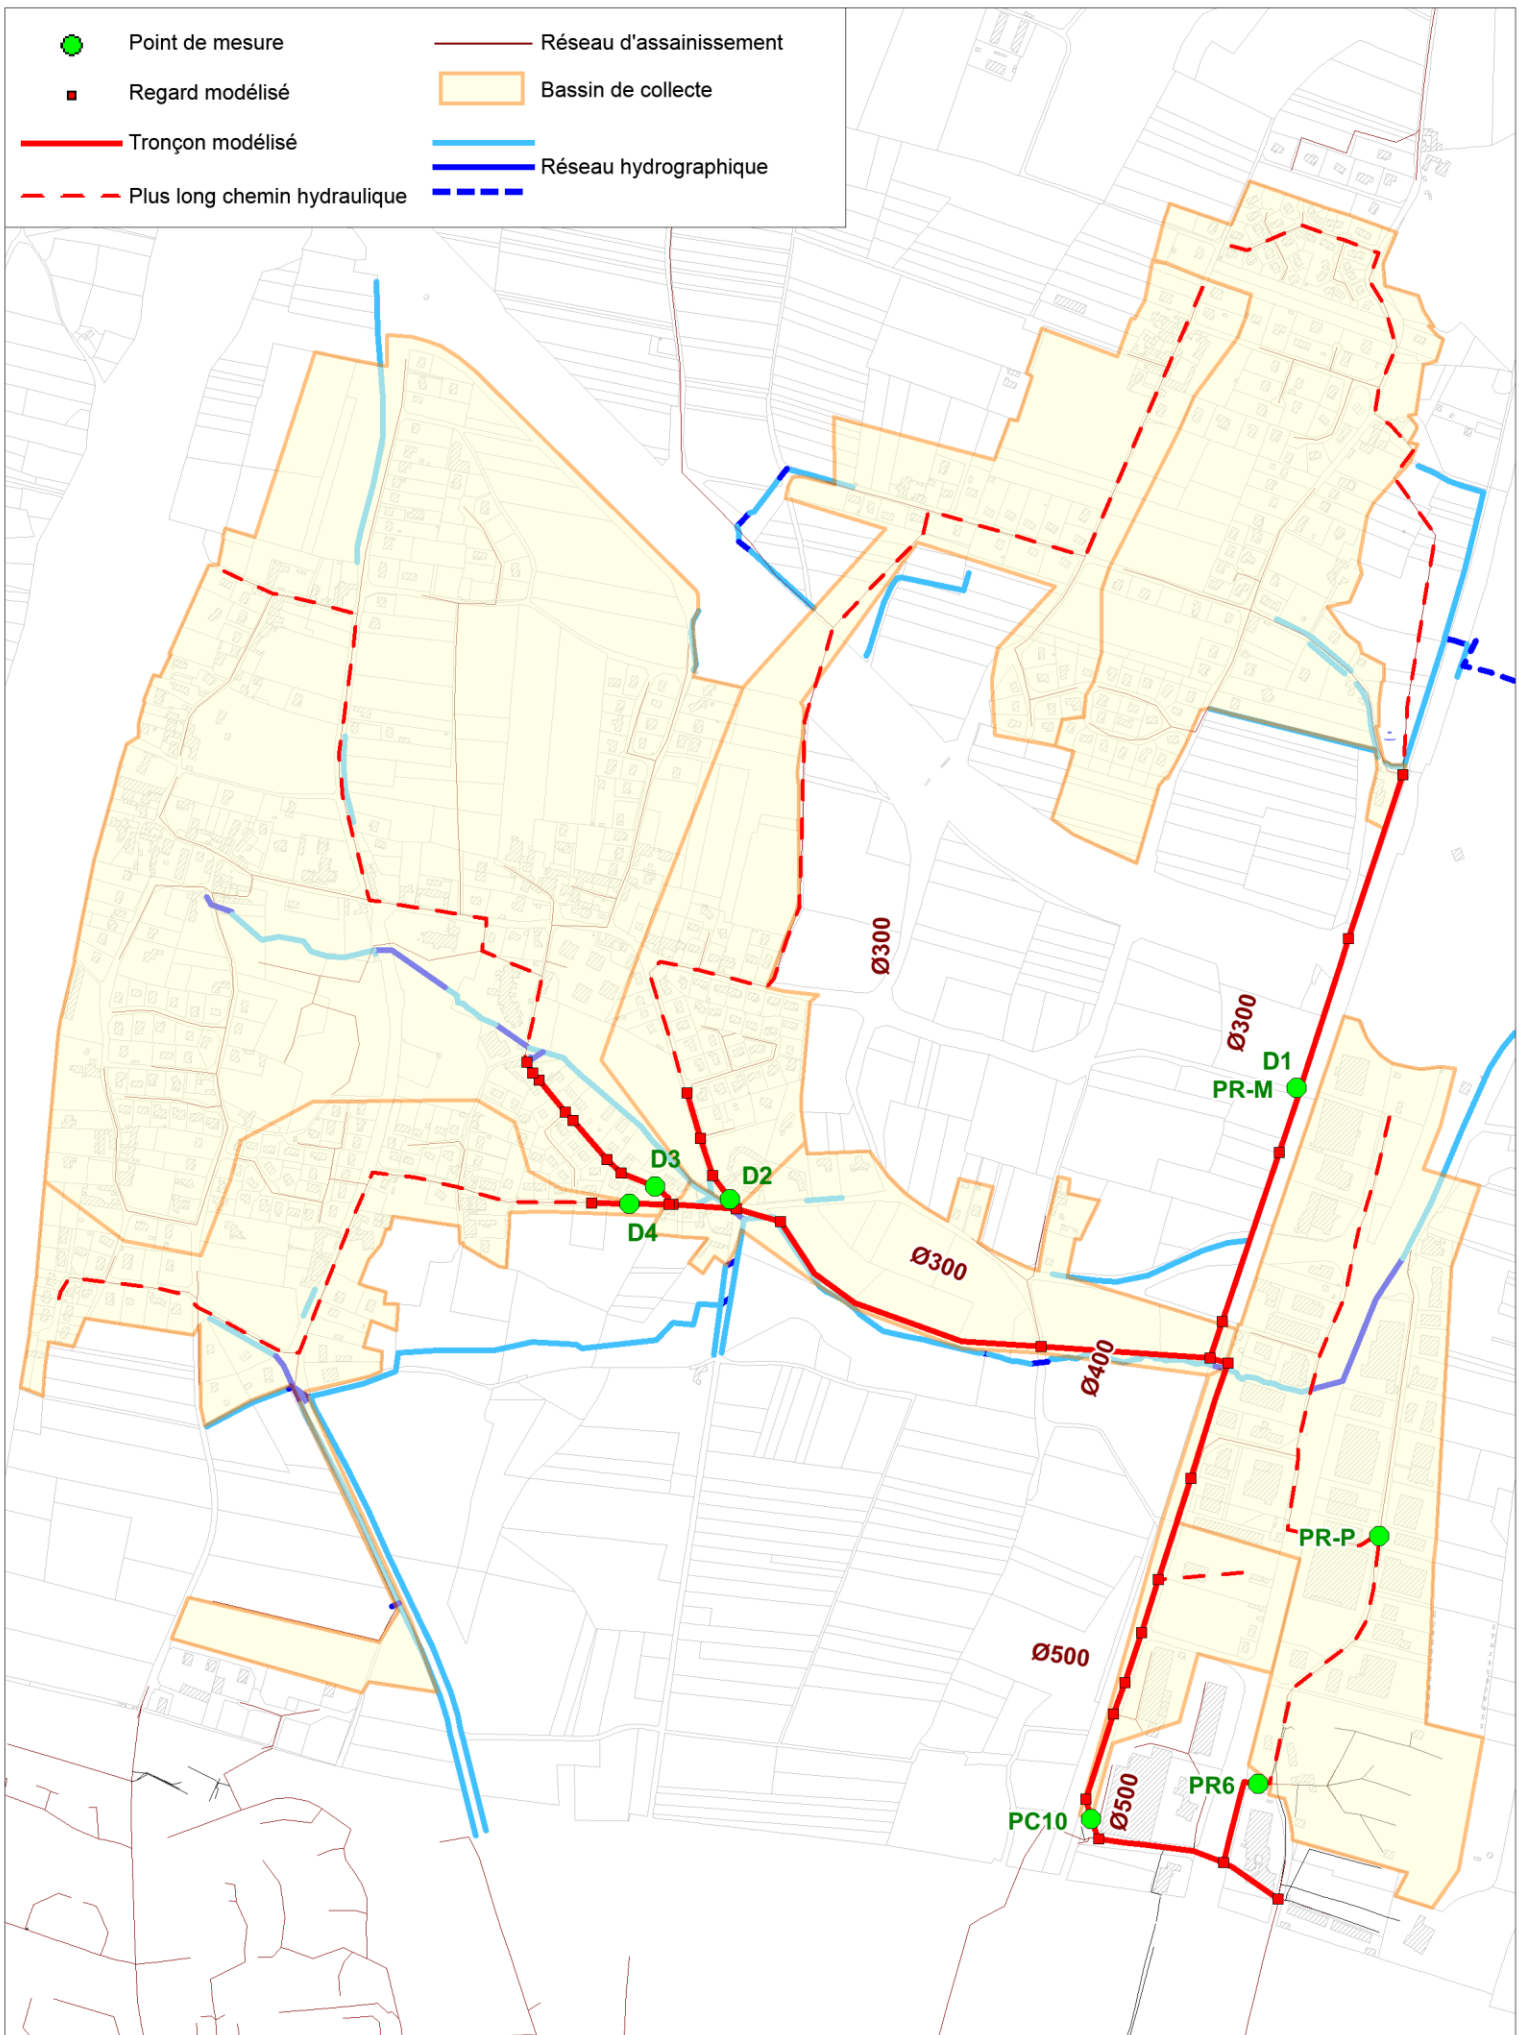 Point de mesure
Réseau d'assainissement
Regard modélisé
Bassin de collecte
Tronçon modélisé
Réseau hydrographique
Plus long chemin hydraulique
Ø300
Ø300
D1
PR-M
D3
D2
D4
Ø300
Ø400
PR-P
Ø500
PR6
Ø500
PC10